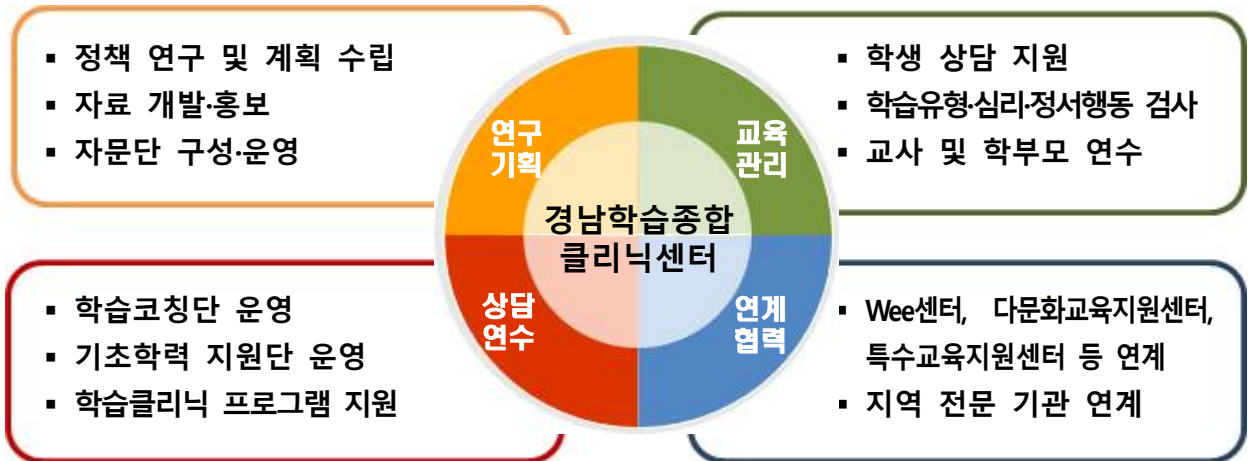 ▪ 정책 연구 및 계획 수립
▪ 자료 개발·홍보
▪ 자문단 구성·운영
연구
기획
교육
관리
▪ 학생 상담 지원
▪ 학습유형·심리·정서행동 검사
▪ 교사 및 학부모 연수
경남학습종합
클리닉센터
▪ 학습코칭단 운영
▪ 기초학력 지원단 운영
▪ 학습클리닉 프로그램 지원
상담
연수
연계
협력
▪ Wee센터, 다문화교육지원센터,
특수교육지원센터 등 연계
▪ 지역 전문 기관 연계